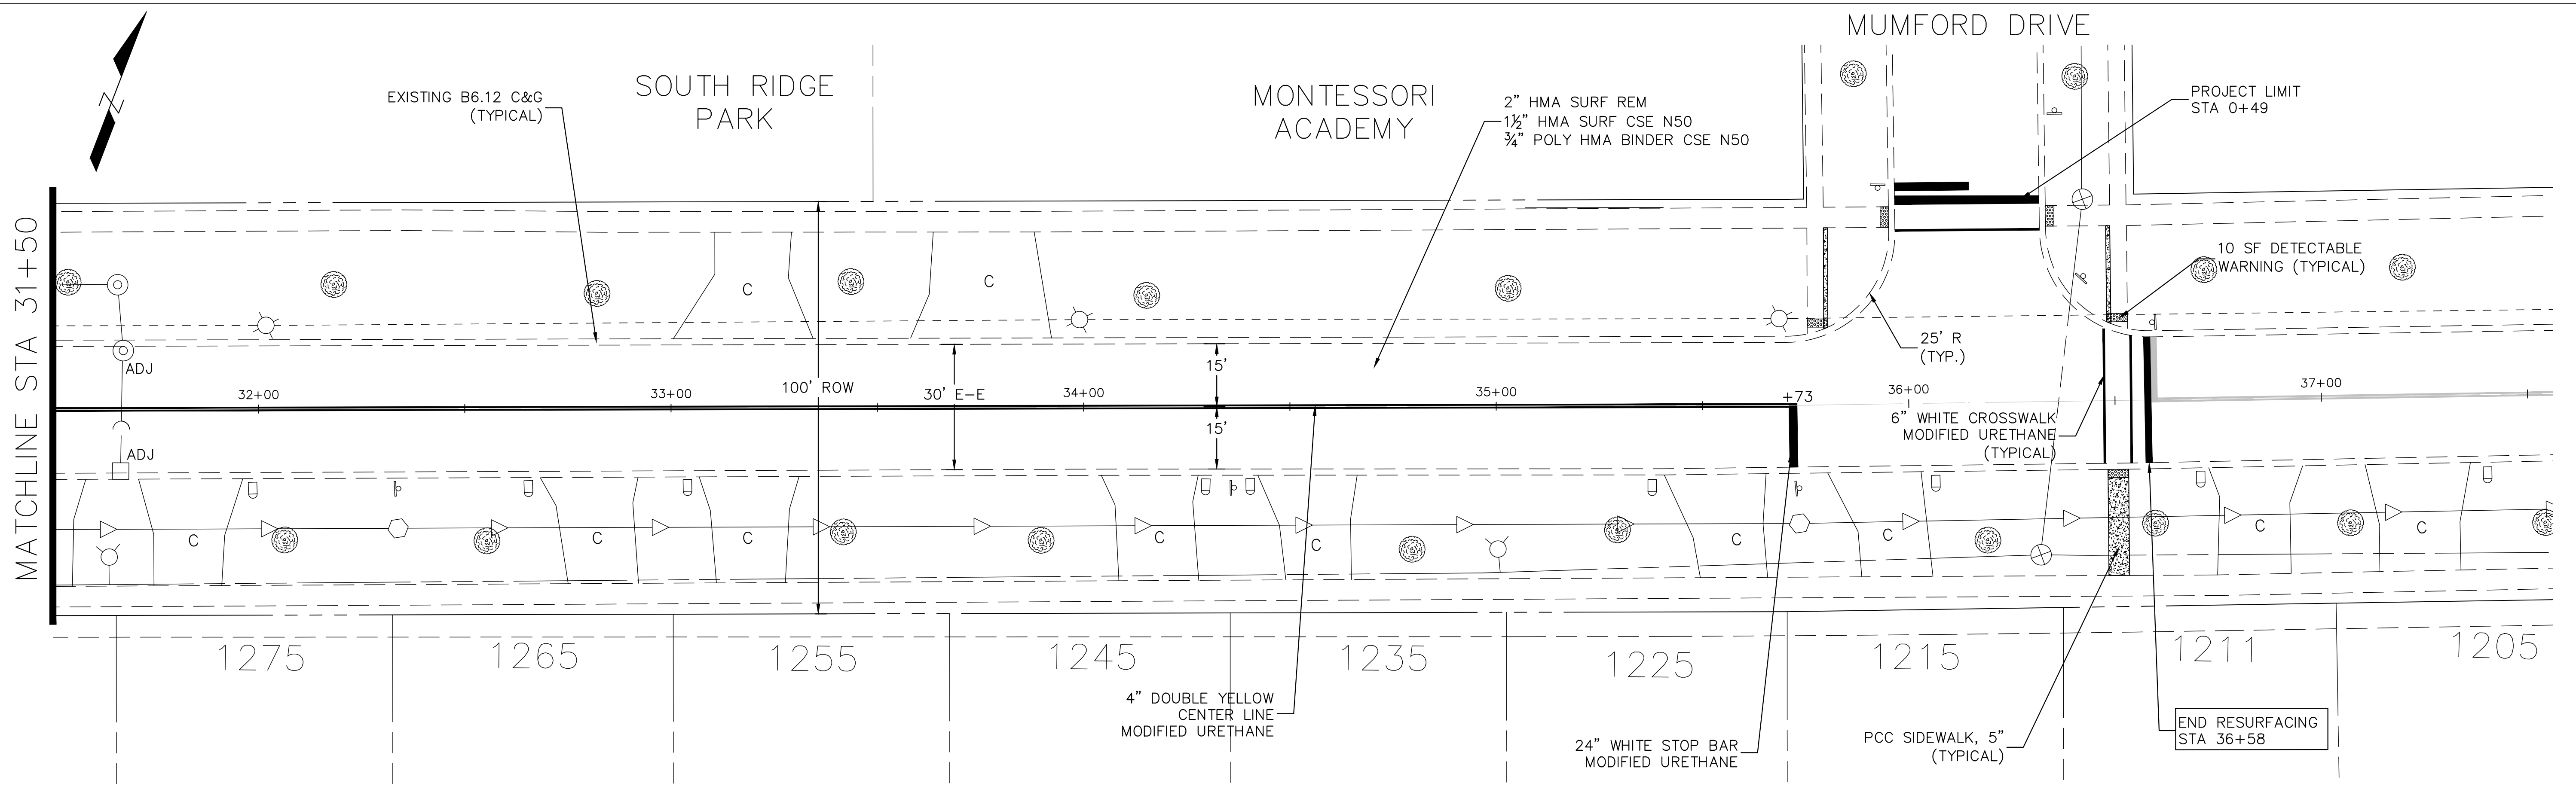 MUMFORD DRIVE
SOUTH RIDGE
PARK
MONTESSORI
ACADEMY
EXISTING B6.12 C&G
(TYPICAL)
2" HMA SURF REM
1½" HMA SURF CSE N50
¾" POLY HMA BINDER CSE N50
PROJECT LIMIT
STA 0+49
N
MATCHLINE STA 31+50
10 SF DETECTABLE
WARNING (TYPICAL)
C
C
25' R
(TYP.)
ADJ
15'
32+00
33+00
100' ROW
30' E-E
34+00
35+00
+73
36+00
37+00
15'
6" WHITE CROSSWALK
MODIFIED URETHANE
(TYPICAL)
ADJ
C
C
C
C
C
C
C
C
C
1275
1265
1255
1245
1235
1225
1215
1211
1205
4" DOUBLE YELLOW
CENTER LINE
MODIFIED URETHANE
24" WHITE STOP BAR
MODIFIED URETHANE
PCC SIDEWALK, 5"
(TYPICAL)
END RESURFACING
STA 36+58